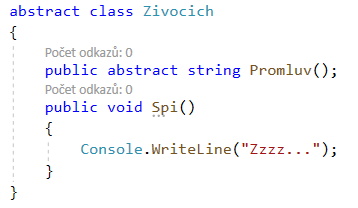 abstract class Zivocich
{
Počet odkazů: 0
public abstract string Promluv();
Počet odkazů: 0
public void Spi()
{
Console.WriteLine("Zzzz...");
}
}